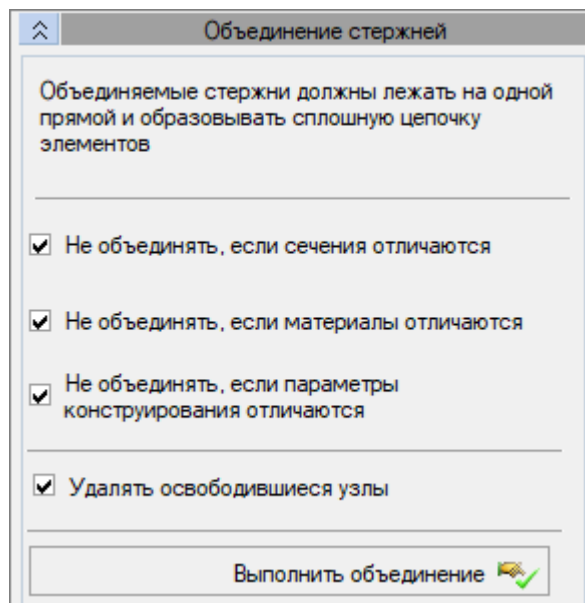 Объединение стержней
Объединяемые стержни должны лежать на одной
прямой и образовывать сплошную цепочку
элементов
Не объединять, если сечения отличаются
Не объединять, если материалы отличаются
Не объединять, если параметры
конструирования отличаются
Удалять освободившиеся узлы
Выполнить объединение